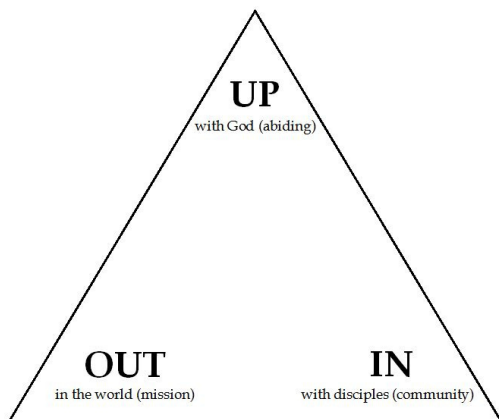 UP
with God (abiding)
OUT
in the world (mission)
IN
with disciples (community)